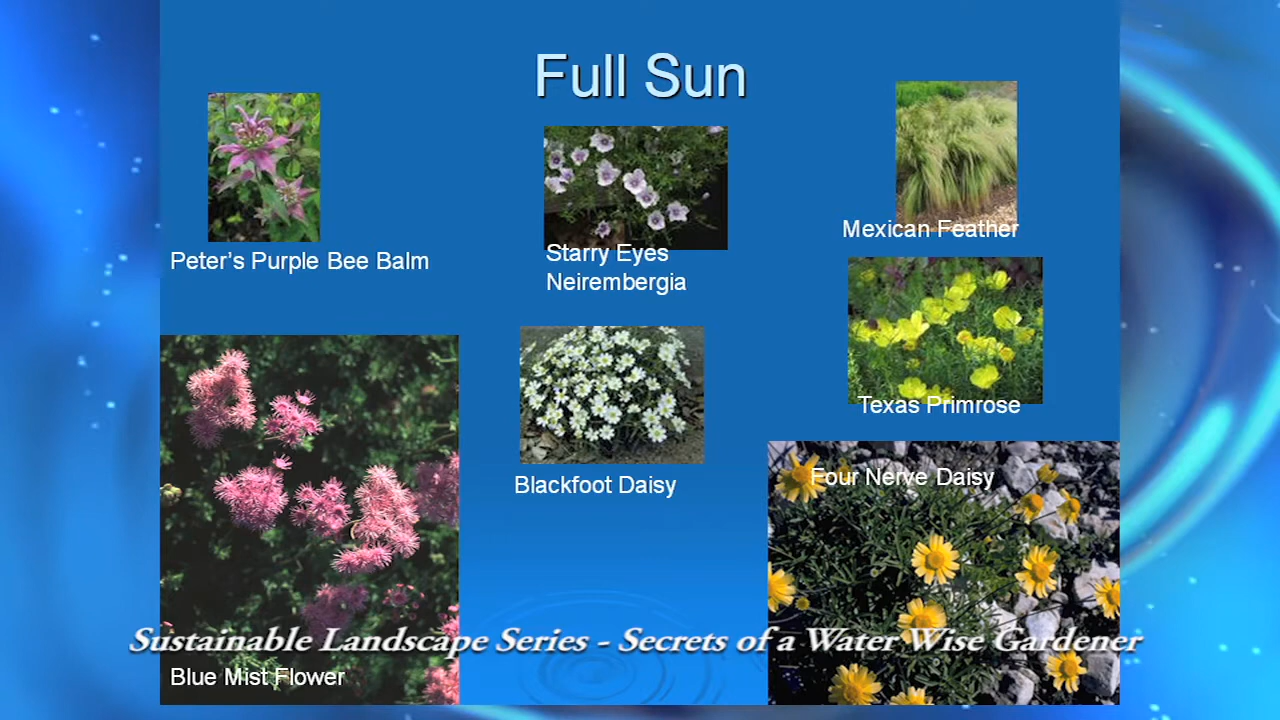 Full Sun
Peter's Purple Bee Balm
Starry Eyes
Neirembergia
Mexican Feather
Texas Primrose
Blackfoot Daisy
Four Nerve Daisy
Sustainable Landscape Series - Secrets of a Water Wise Gardener
Blue Mist Flower